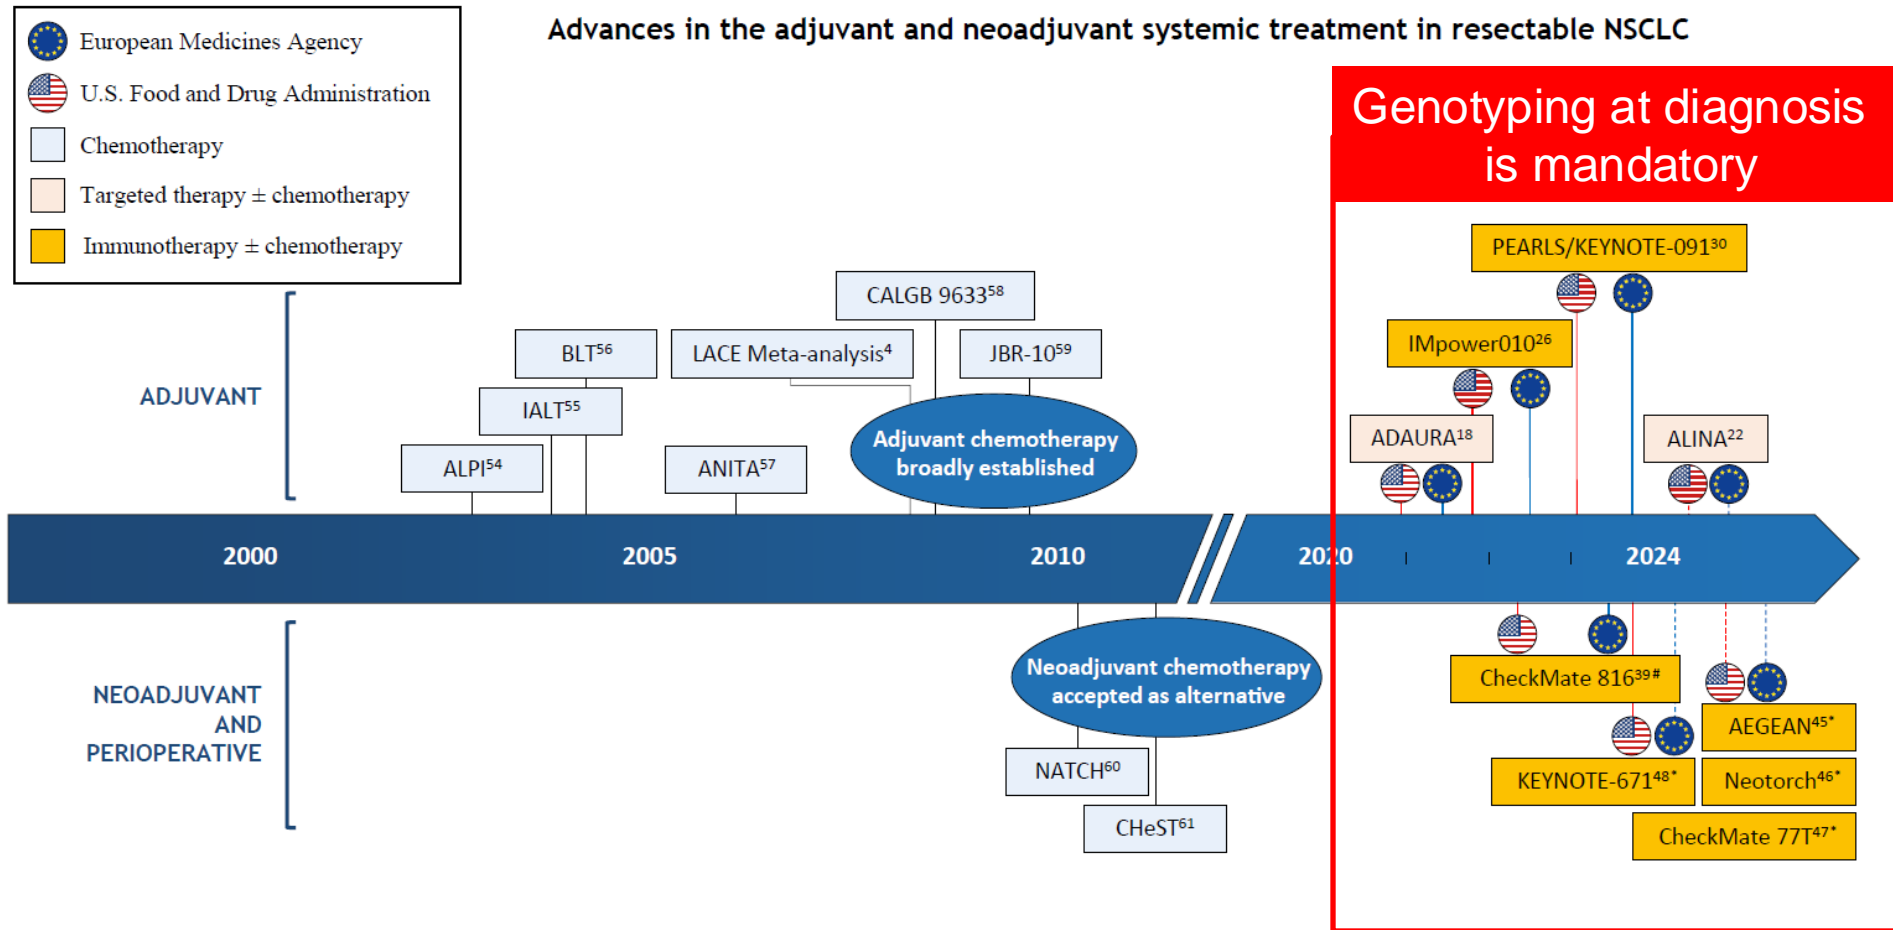 Advances in the adjuvant and neoadjuvant systemic treatment in resectable NSCLC
European Medicines Agency
U.S. Food and Drug Administration
Chemotherapy
Targeted therapy ± chemotherapy
Immunotherapy ± chemotherapy
Genotyping at diagnosis
is mandatory
ADJUVANT
ALPI⁵⁴
IALT⁵⁵
BLT⁵⁶
ANITA⁵⁷
LACE Meta-analysis⁴
CALGB 9633⁵⁸
JBR-10⁵⁹
Adjuvant chemotherapy
broadly established
PEARLS/KEYNOTE-091³⁰
IMpower010²⁶
ADAURA¹⁸
ALINA²²
2000
2005
2010
2020
2024
NEOADJUVANT
AND
PERIOPERATIVE
Neoadjuvant chemotherapy
accepted as alternative
NATCH⁶⁰
CHeST⁶¹
CheckMate 816³⁹#
KEYNOTE-671⁴⁸*
AEGEAN⁴⁵*
Neotorch⁴⁶*
CheckMate 77T⁴⁷*